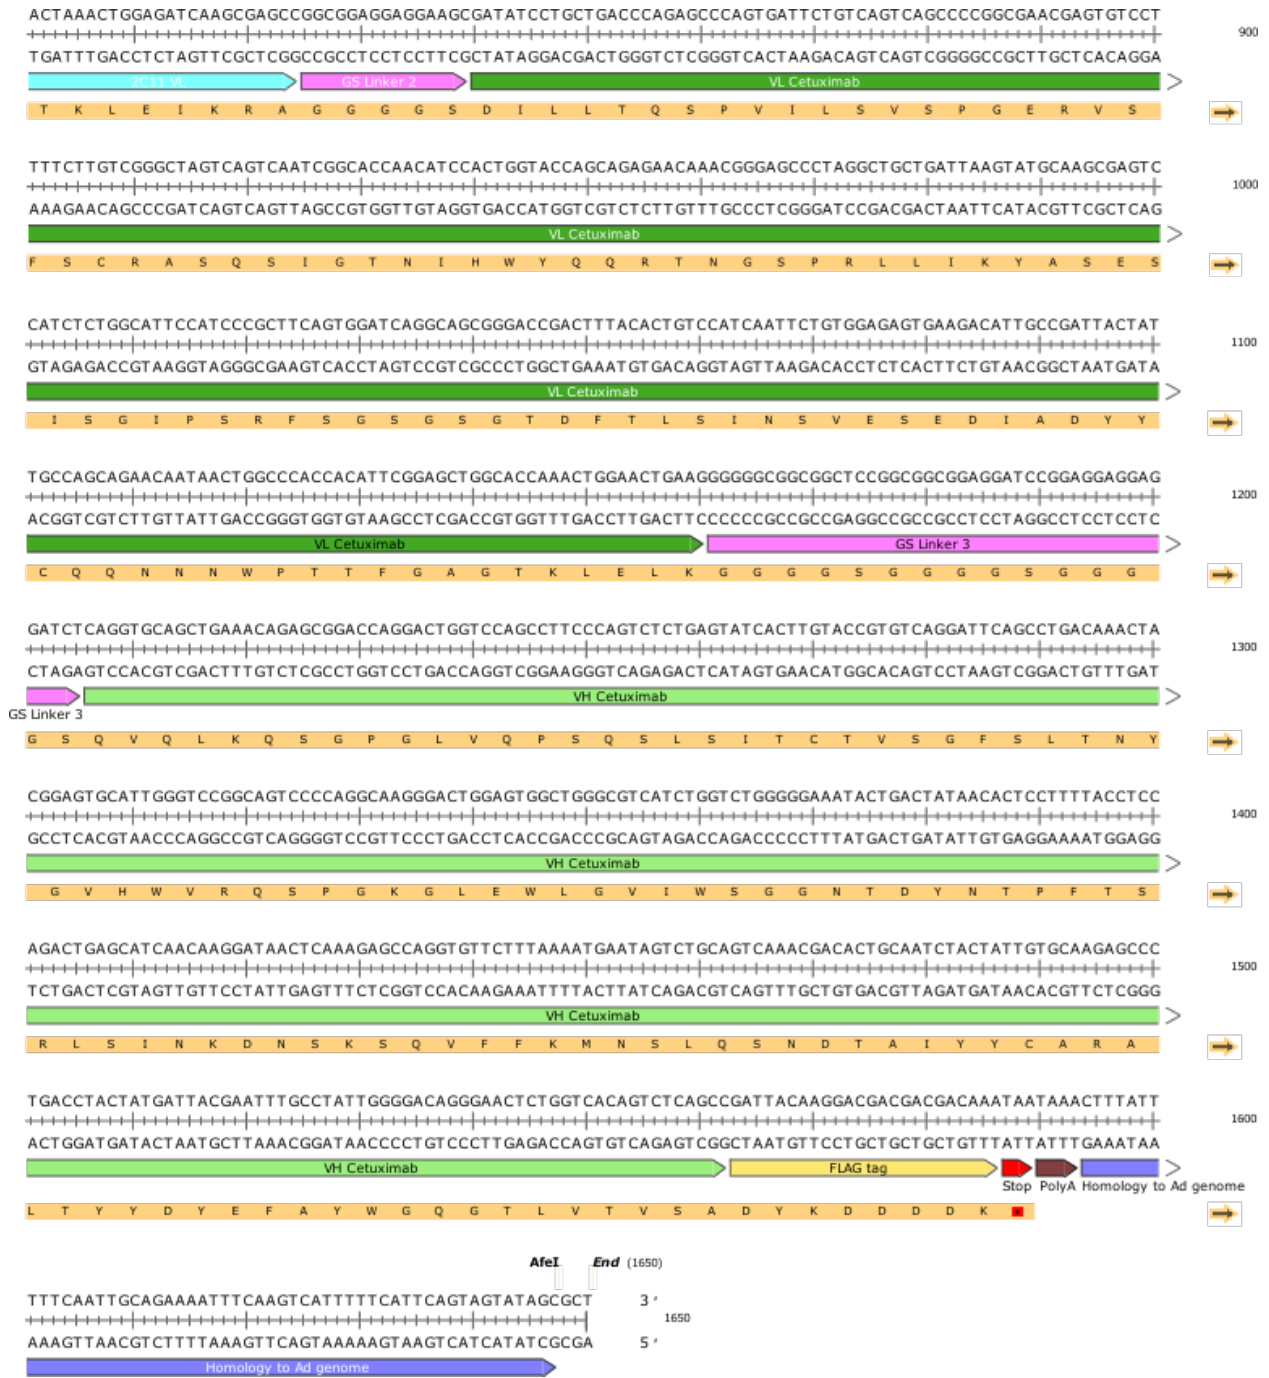 ACTAAACTGGAGATCAAGCGAGCCGGCGGAGGAGGAAGCGATATCCTGCTGACCCAGAGCCCAGTGATTCTGTCAGTCAGCCCCGGCGAACGAGTGTCCT
900
TGATTTGACCTCTAGTTCGCTCGGCCGCCTCCTCCTTCGCTATAGGACGACTGGGTCTCGGGTCACTAAGACAGTCAGTCGGGGCCGCTTGCTCACAGGA
2C11 VL GS Linker 2 VL Cetuximab
T K L E I K R A G G G G S D I L L T Q S P V I L S V S P G E R V S
TTTCTTGTCGGGCTAGTCAGTCAATCGGCACCAACATCCACTGGTACCAGCAGAGAACAAACGGGAGCCCTAGGCTGCTGATTAAGTATGCAAGCGAGTC
1000
AAAGAACAGCCCGATCAGTCAGTTAGCCGTGGTTGTAGGTGACCATGGTCGTCTCTTGTTTGCCCTCGGGATCCGACGACTAATTCATACGTTCGCTCAG
VL Cetuximab
F S C R A S Q S I G T N I H W Y Q Q R T N G S P R L L I K Y A S E S
CATCTCTGGCATTCCATCCCGCTTCAGTGGATCAGGCAGCGGGACCGACTTTACACTGTCCATCAATTCTGTGGAGAGTGAAGACATTGCCGATTACTAT
1100
GTAGAGACCGTAAGGTAGGGCGAAGTCACCTAGTCCGTCGCCCTGGCTGAAATGTGACAGGTAGTTAAGACACCTCTCACTTCTGTAACGGCTAATGATA
VL Cetuximab
I S G I P S R F S G S G S G T D F T L S I N S V E S E D I A D Y Y
TGCCAGCAGAACAATAACTGGCCCACCACATTCGGAGCTGGCACCAAACTGGAACTGAAGGGGGGCGGCGGCTCCGGCGGCGGAGGATCCGGAGGAGGAG
1200
ACGGTCGTCTTGTTATTGACCGGGTGGTGTAAGCCTCGACCGTGGTTTGACCTTGACTTCCCCCCGCCGCCGAGGCCGCCGCCTCCTAGGCCTCCTCCTC
VL Cetuximab GS Linker 3
C Q Q N N N W P T T F G A G T K L E L K G G G G S G G G G S G G G
GATCTCAGGTGCAGCTGAAACAGAGCGGACCAGGACTGGTCCAGCCTTCCCAGTCTCTGAGTATCACTTGTACCGTGTCAGGATTCAGCCTGACAAACTA
1300
CTAGAGTCCACGTCGACTTTGTCTCGCCTGGTCCTGACCAGGTCGGAAGGGTCAGAGACTCATAGTGAACATGGCACAGTCCTAAGTCGGACTGTTTGAT
VH Cetuximab
GS Linker 3
G S Q V Q L K Q S G P G L V Q P S Q S L S I T C T V S G F S L T N Y
CGGAGTGCATTGGGTCCGGCAGTCCCCAGGCAAGGGACTGGAGTGGCTGGGCGTCATCTGGTCTGGGGGAAATACTGACTATAACACTCCTTTTACCTCC
1400
GCCTCACGTAACCCAGGCCGTCAGGGGTCCGTTCCCTGACCTCACCGACCCGCAGTAGACCAGACCCCCTTTATGACTGATATTGTGAGGAAAATGGAGG
VH Cetuximab
G V H W V R Q S P G K G L E W L G V I W S G G N T D Y N T P F T S
AGACTGAGCATCAACAAGGATAACTCAAAGAGCCAGGTGTTCTTTAAAATGAATAGTCTGCAGTCAAACGACACTGCAATCTACTATTGTGCAAGAGCCC
1500
TCTGACTCGTAGTTGTTCCTATTGAGTTTCTCGGTCCACAAGAAATTTTACTTATCAGACGTCAGTTTGCTGTGACGTTAGATGATAACACGTTCTCGGG
VH Cetuximab
R L S I N K D N S K S Q V F F K M N S L Q S N D T A I Y Y C A R A
TGACCTACTATGATTACGAATTTGCCTATTGGGGACAGGGAACTCTGGTCACAGTCTCAGCCGATTACAAGGACGACGACGACAAATAATAAACTTTATT
1600
ACTGGATGATACTAATGCTTAAACGGATAACCCCTGTCCCTTGAGACCAGTGTCAGAGTCGGCTAATGTTCCTGCTGCTGCTGTTTATTATTTGAAATAA
VH Cetuximab FLAG tag
Stop PolyA Homology to Ad genome
L T Y Y D Y E F A Y W G Q G T L V T V S A D Y K D D D D K *
AfeI End (1650)
TTTCAATTGCAGAAAATTTCAAGTCATTTTTCATTCAGTAGTATAGCGCT 3'
1650
AAAGTTAACGTCTTTTAAAGTTCAGTAAAAAGTAAGTCATCATATCGCGA 5'
Homology to Ad genome